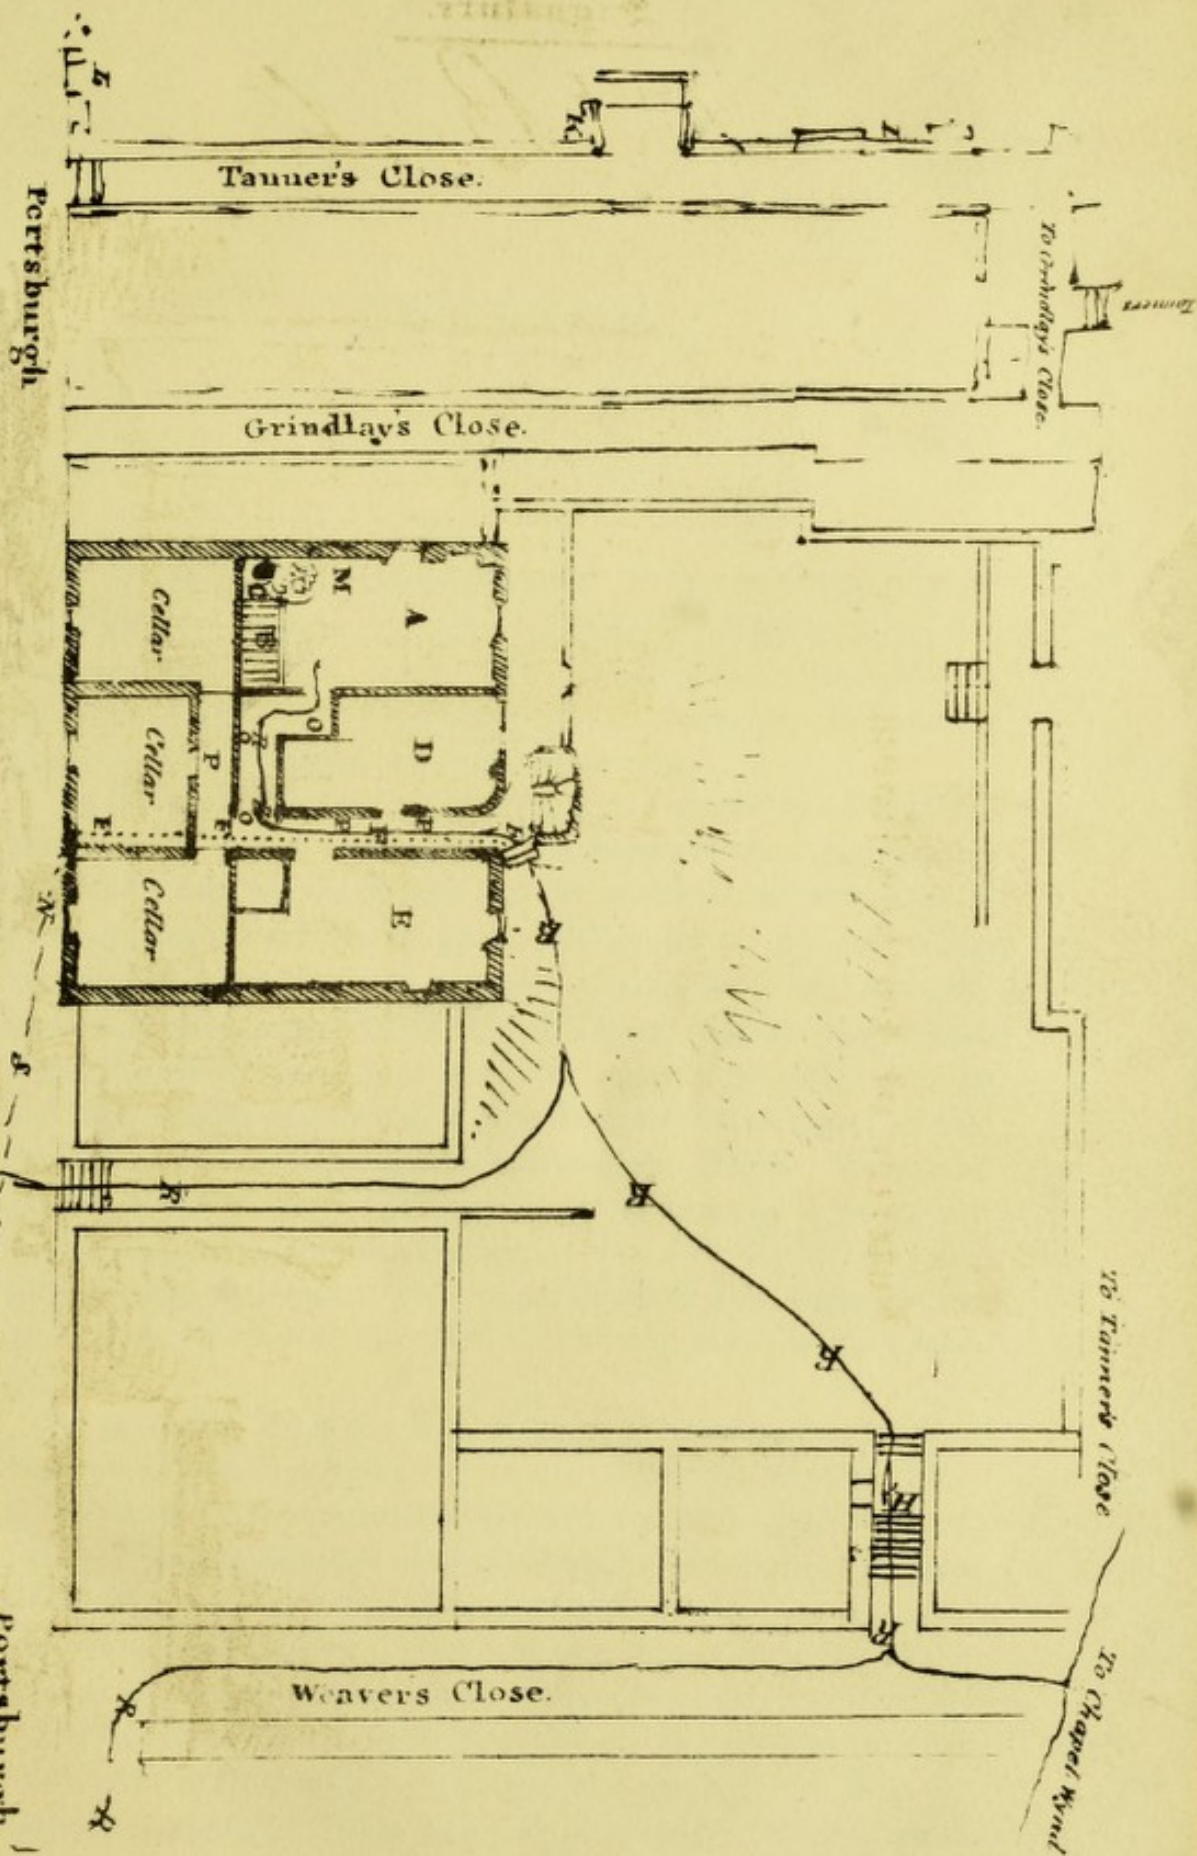 L
K
I
Tanner's Close.
Portsburgh
To Grindlay's Close.
Tanners
Grindlay's Close.
Cellar
C
B
M
A
Cellar
P
O
O
O
D
F
F
F
F
F
Cellar
E
N
S
R
R
R
To Tanner's Close
H
R
Weavers Close.
R
R
To Chapel Wynd
Portsburgh